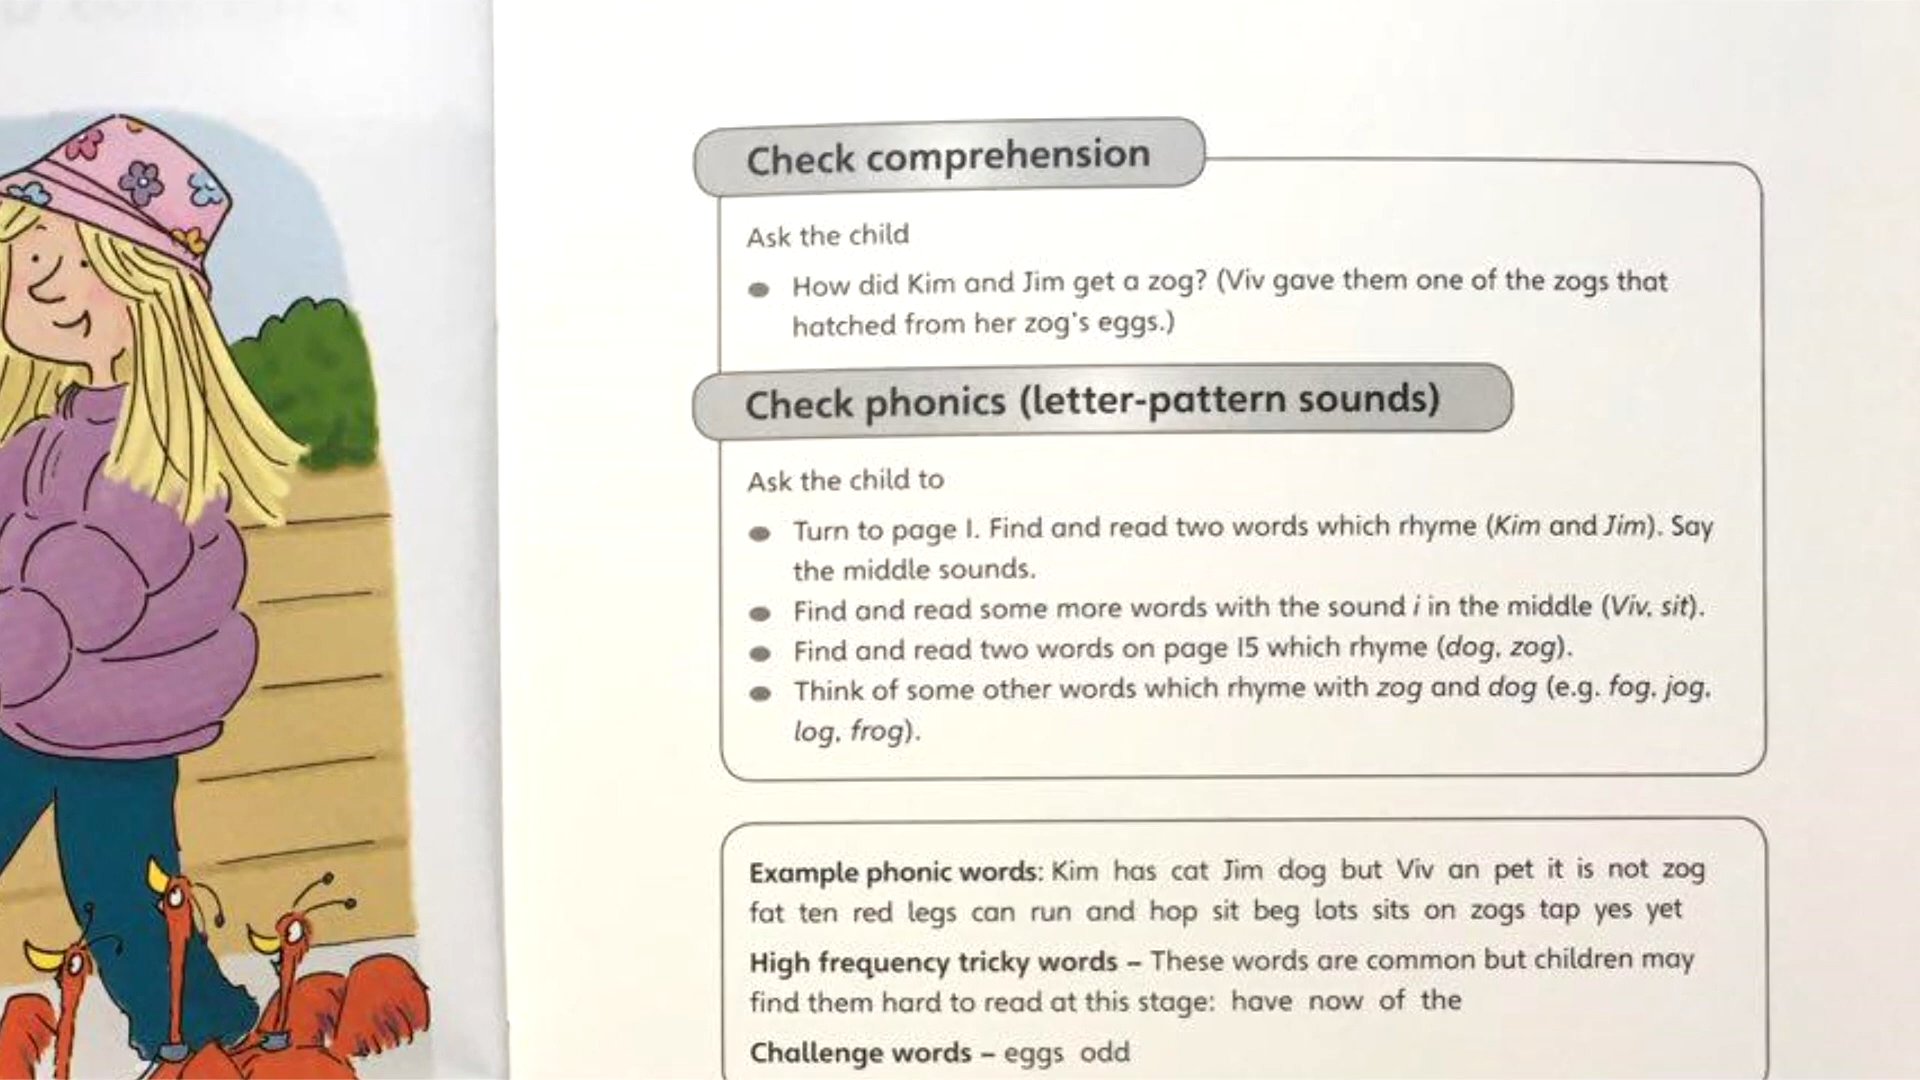 Check comprehension
Ask the child
How did Kim and Jim get a zog? (Viv gave them one of the zogs that
hatched from her zog's eggs.)
Check phonics (letter-pattern sounds)
Ask the child to
Turn to page 1. Find and read two words which rhyme (Kim and Jim). Say
the middle sounds.
Find and read some more words with the sound i in the middle (Viv, sit).
Find and read two words on page 15 which rhyme (dog, zog).
Think of some other words which rhyme with zog and dog (e.g. fog, jog,
log, frog).
Example phonic words: Kim has cat Jim dog but Viv an pet it is not zog
fat ten red legs can run and hop sit beg lots sits on zogs tap yes yet
High frequency tricky words – These words are common but children may
find them hard to read at this stage: have now of the
Challenge words – eggs odd